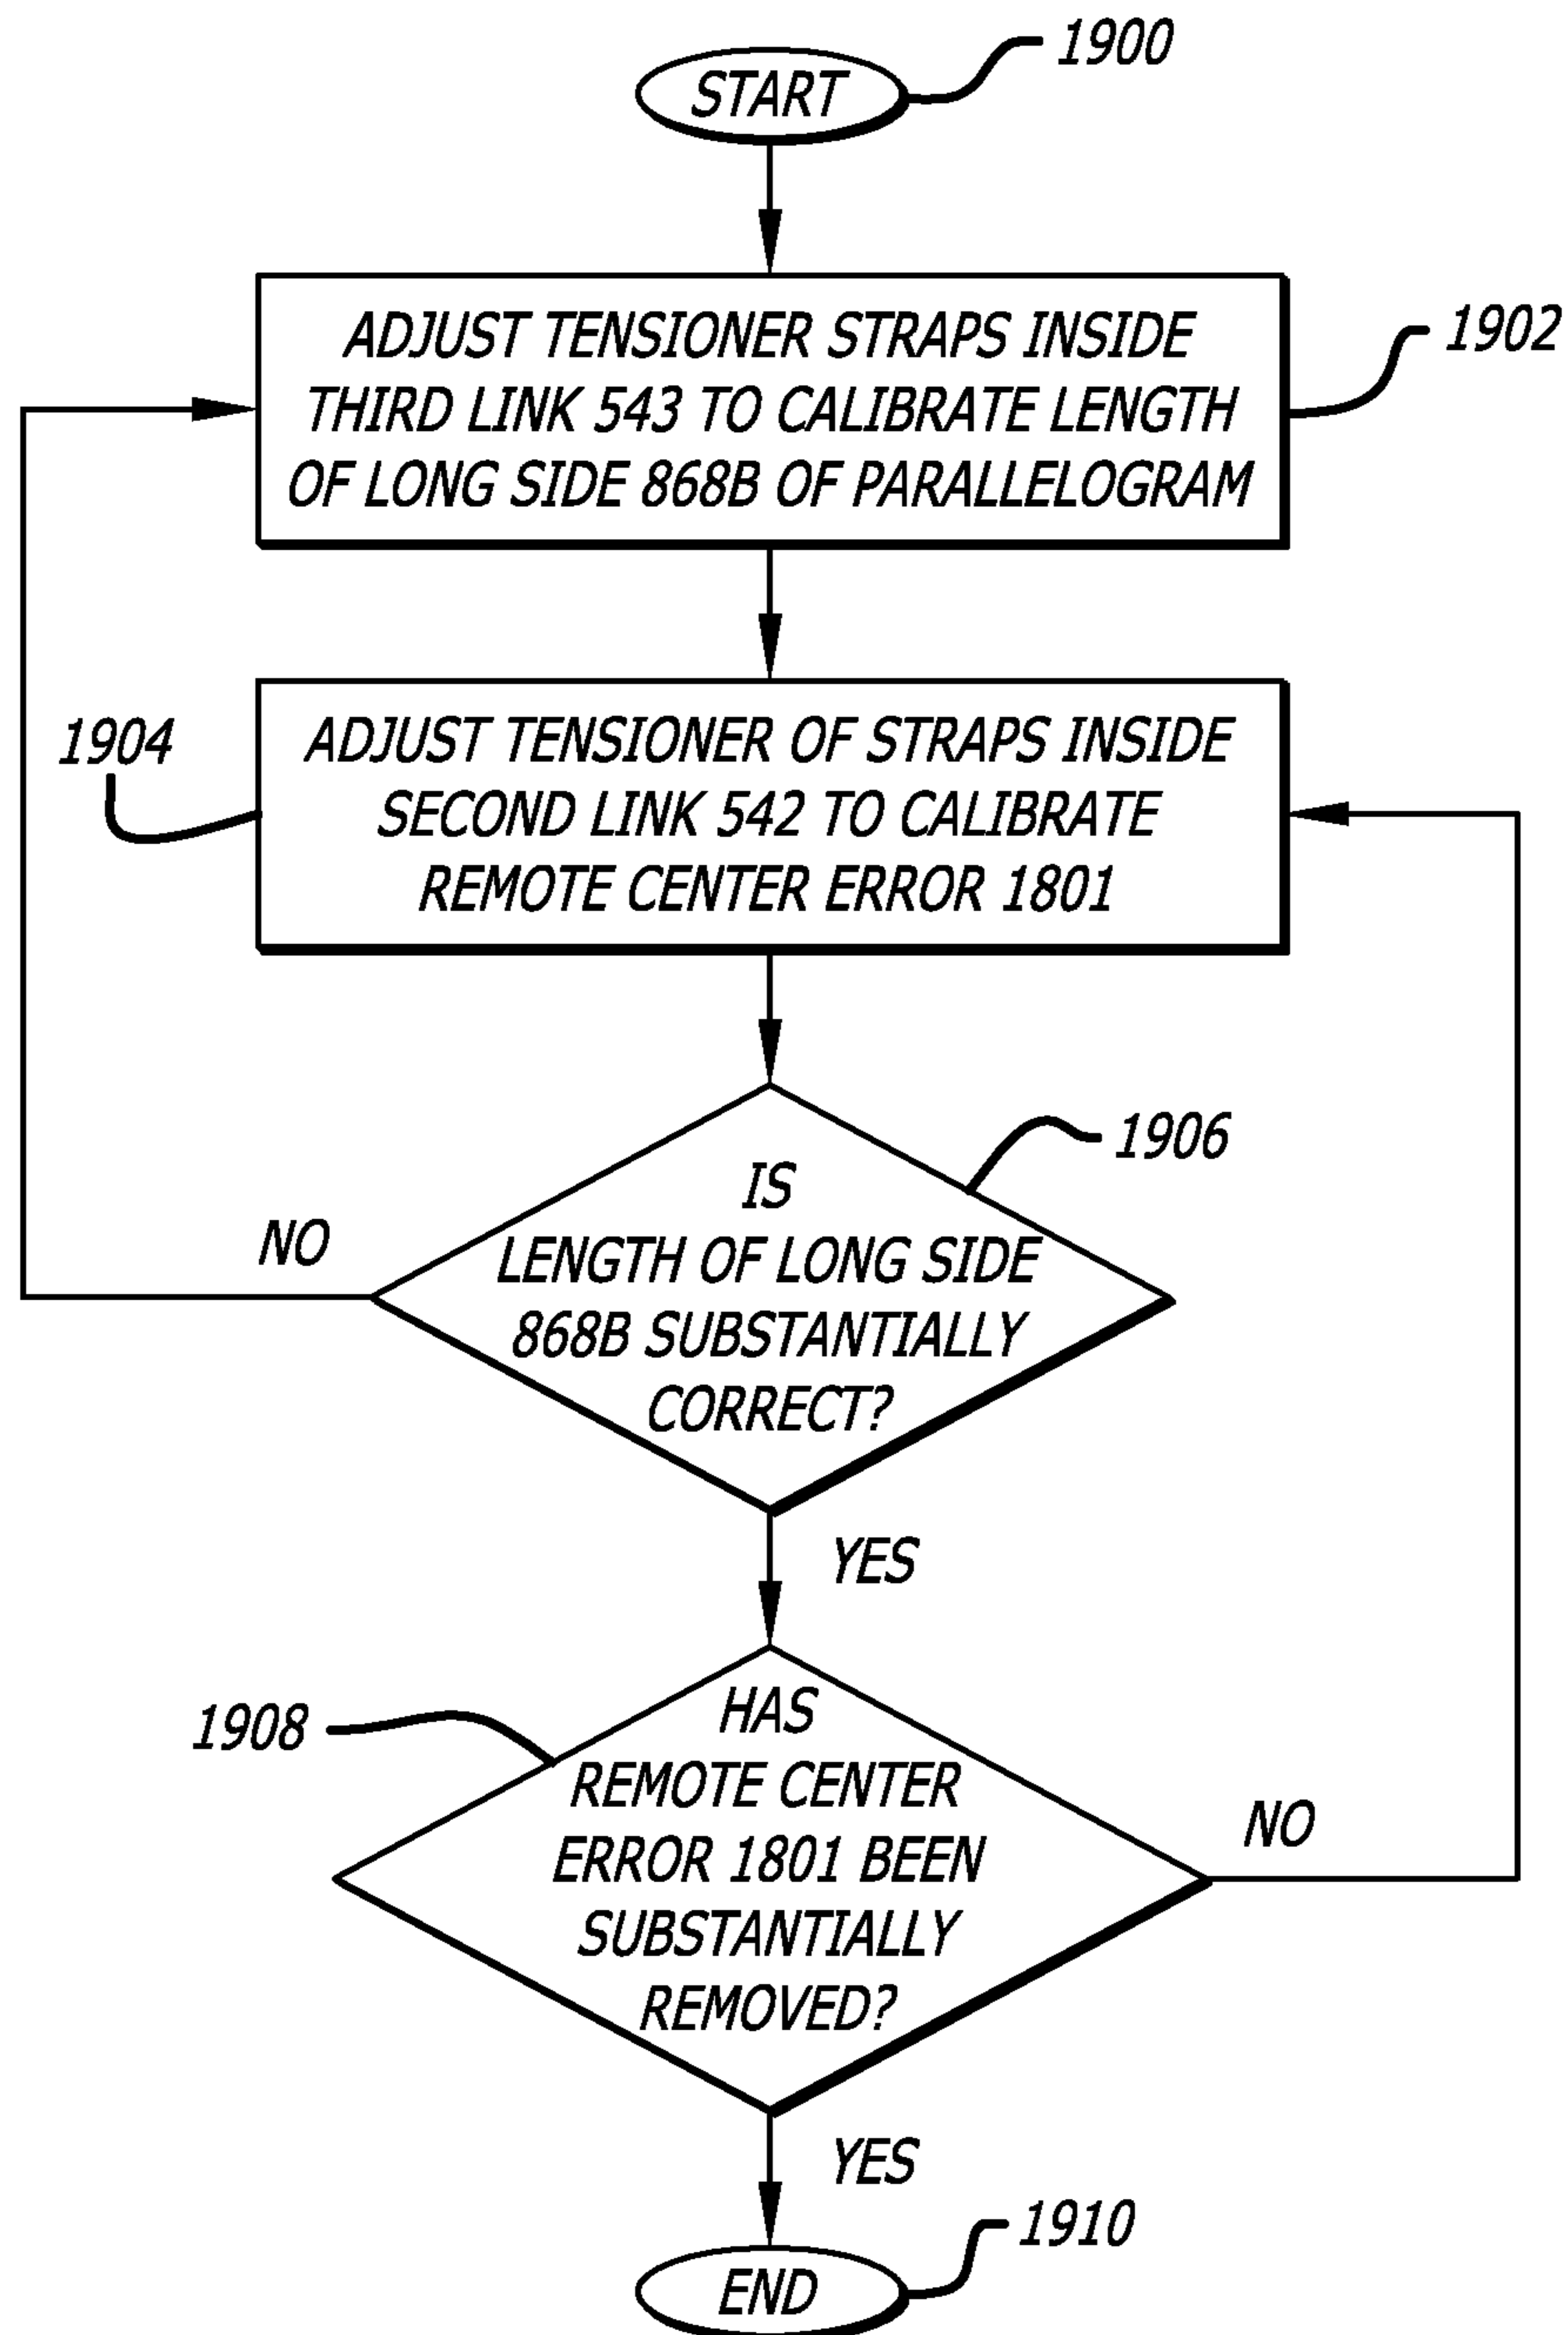 1900
START
ADJUST TENSIONER STRAPS INSIDE
THIRD LINK 543 TO CALIBRATE LENGTH
OF LONG SIDE 868B OF PARALLELOGRAM
1902
1904
ADJUST TENSIONER OF STRAPS INSIDE
SECOND LINK 542 TO CALIBRATE
REMOTE CENTER ERROR 1801
1906
IS
LENGTH OF LONG SIDE
868B SUBSTANTIALLY
CORRECT?
NO
YES
1908
HAS
REMOTE CENTER
ERROR 1801 BEEN
SUBSTANTIALLY
REMOVED?
NO
YES
1910
END